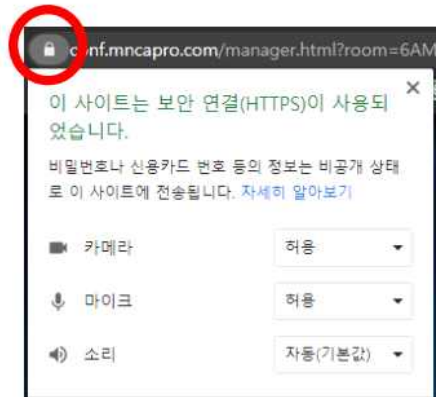 conf.mncapro.com/manager.html?room=6AM
이 사이트는 보안 연결(HTTPS)이 사용되
었습니다.
비밀번호나 신용카드 번호 등의 정보는 비공개 상태
로 이 사이트에 전송됩니다. 자세히 알아보기
카메라 허용
마이크 허용
소리 자동(기본값)